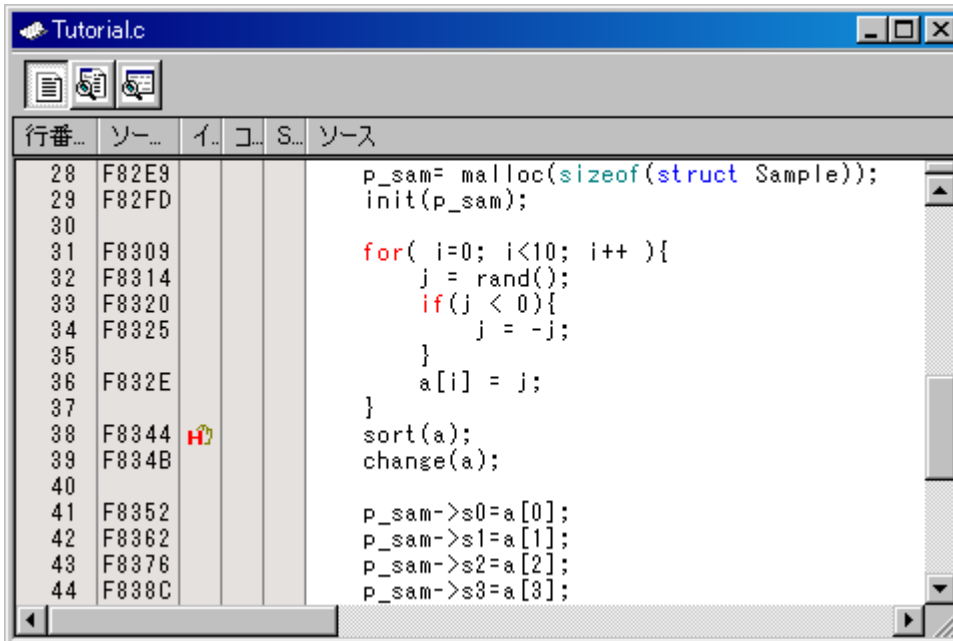 Tutorial.c
行番... ソー... イ.. コ... S... ソース
28 F82E9 p_sam= malloc(sizeof(struct Sample));
29 F82FD init(p_sam);
30
31 F8309 for( i=0; i<10; i++ ){
32 F8314 j = rand();
33 F8320 if(j < 0){
34 F8325 j = -j;
35 }
36 F832E a[i] = j;
37 }
38 F8344 H sort(a);
39 F834B change(a);
40
41 F8352 p_sam->s0=a[0];
42 F8362 p_sam->s1=a[1];
43 F8376 p_sam->s2=a[2];
44 F838C p_sam->s3=a[3];